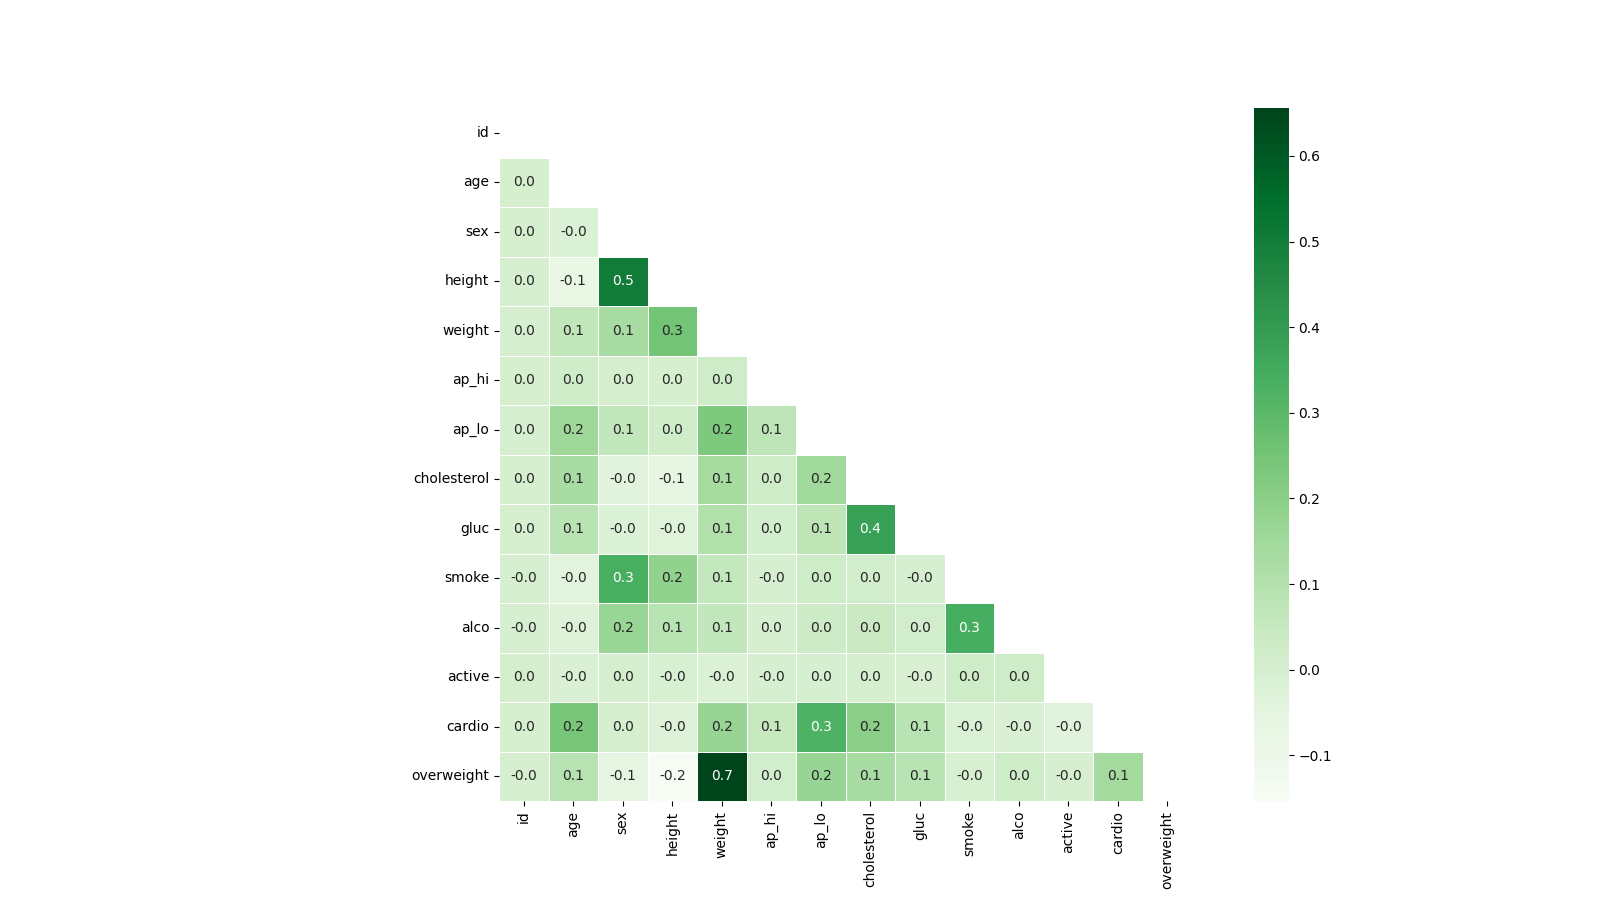 id
age 0.0
sex 0.0 -0.0
height 0.0 -0.1 0.5
weight 0.0 0.1 0.1 0.3
ap_hi 0.0 0.0 0.0 0.0 0.0
ap_lo 0.0 0.2 0.1 0.0 0.2 0.1
cholesterol 0.0 0.1 -0.0 -0.1 0.1 0.0 0.2
gluc 0.0 0.1 -0.0 -0.0 0.1 0.0 0.1 0.4
smoke -0.0 -0.0 0.3 0.2 0.1 -0.0 0.0 0.0 -0.0
alco -0.0 -0.0 0.2 0.1 0.1 0.0 0.0 0.0 0.0 0.3
active 0.0 -0.0 0.0 -0.0 -0.0 -0.0 0.0 0.0 -0.0 0.0 0.0
cardio 0.0 0.2 0.0 -0.0 0.2 0.1 0.3 0.2 0.1 -0.0 -0.0 -0.0
overweight -0.0 0.1 -0.1 -0.2 0.7 0.0 0.2 0.1 0.1 -0.0 0.0 -0.0 0.1
id age sex height weight ap_hi ap_lo cholesterol gluc smoke alco active cardio overweight
0.6
0.5
0.4
0.3
0.2
0.1
0.0
−0.1